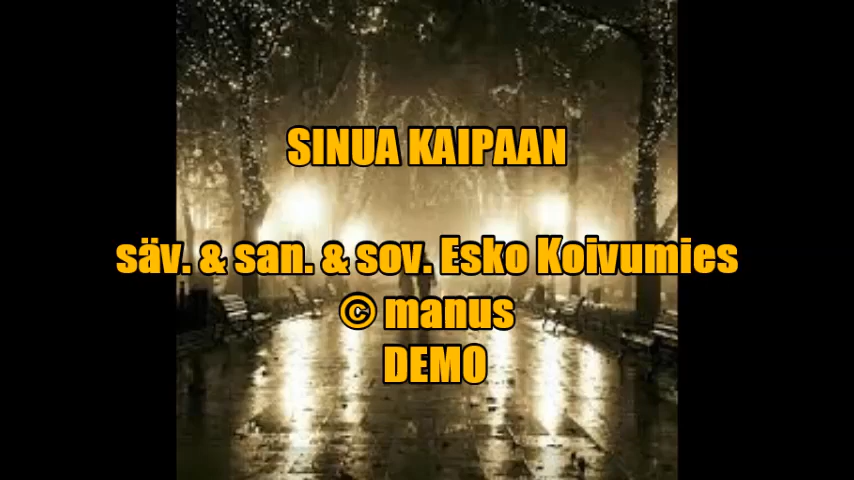 SINUA KAIPAAN
säv. & san. & sov. Esko Koivumies
© manus
DEMO